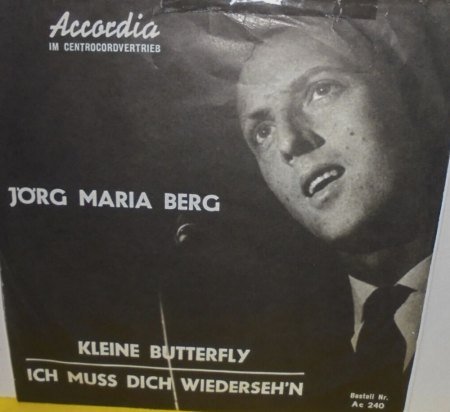 Accordia
IM CENTROCORDVERTRIEB
JÖRG MARIA BERG
KLEINE BUTTERFLY
ICH MUSS DICH WIEDERSEH'N
Bestell Nr.
Ac 240